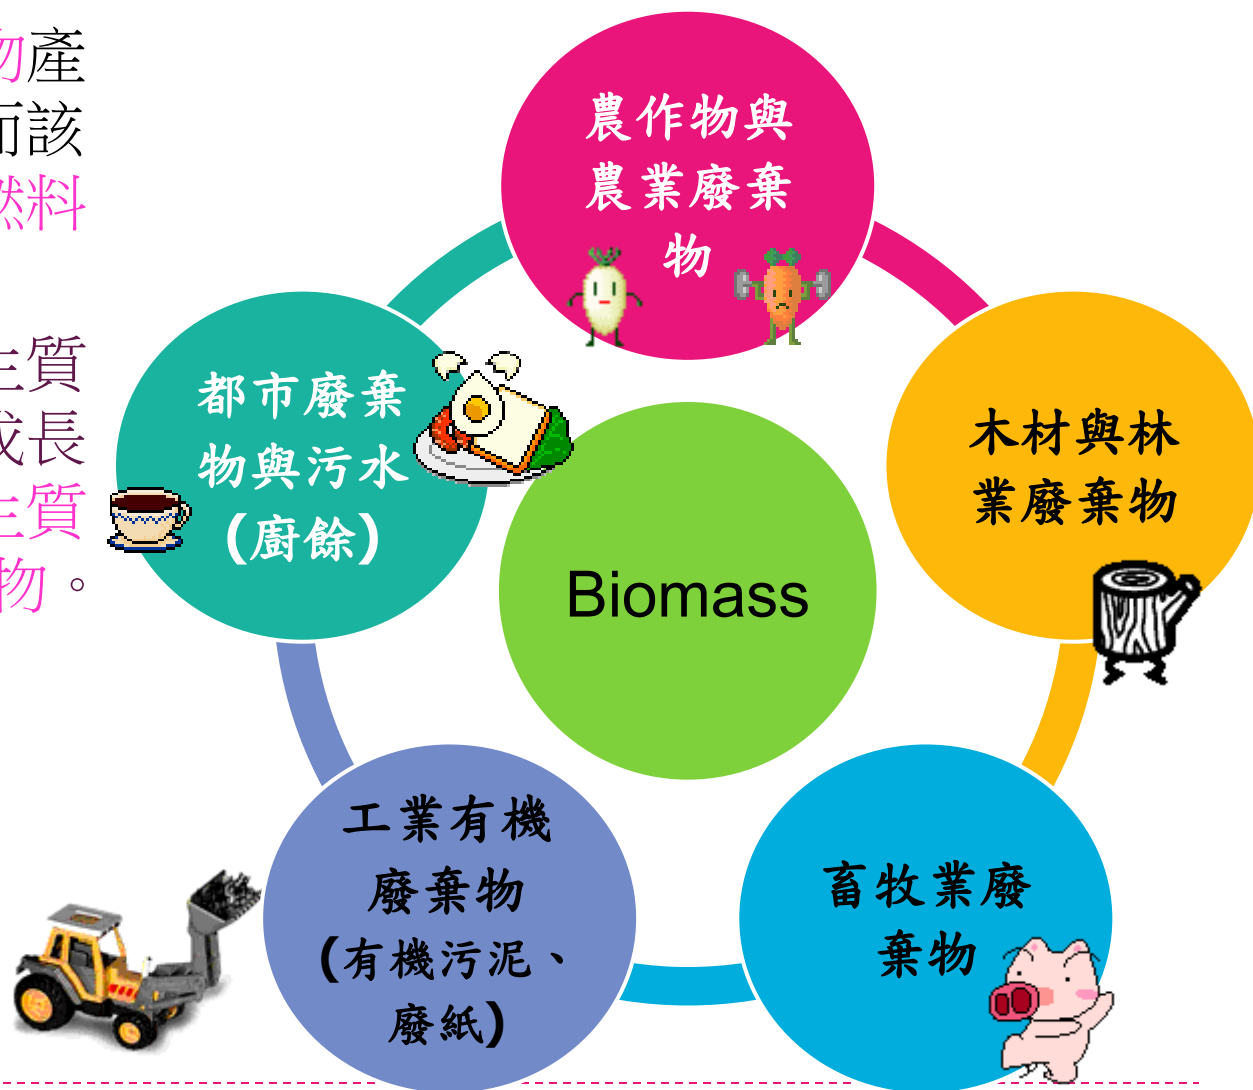 物產
而該
燃料
生質
成長
生質
物。
農作物與
農業廢棄
物
木材與林
業廢棄物
畜牧業廢
棄物
工業有機
廢棄物
(有機污泥、
廢紙)
都市廢棄
物與污水
(廚餘)
Biomass